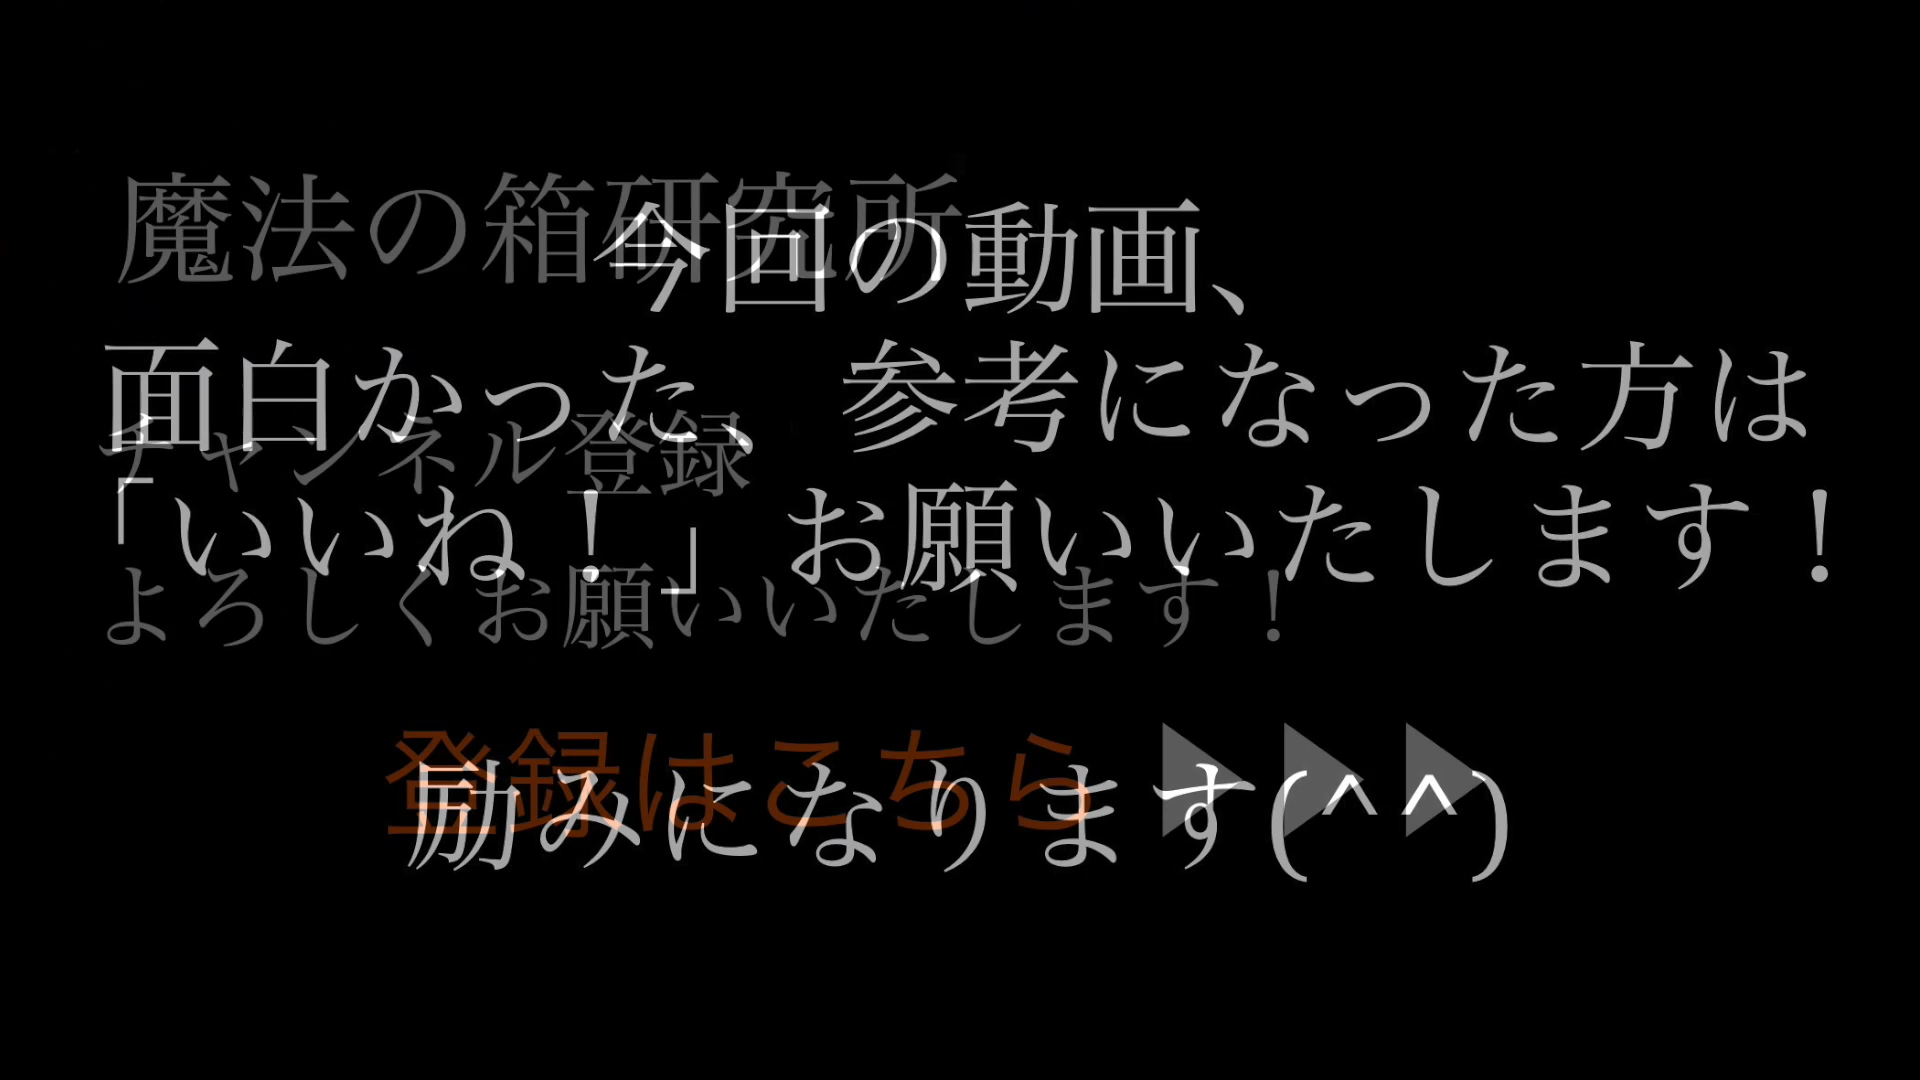 魔法の箱研究所
今回の動画、
面白かった、参考になった方は
チャンネル登録
「いいね！」お願いいたします！
よろしくお願いいたします！
登録はこちら▶▶▶
励みになります(^^)